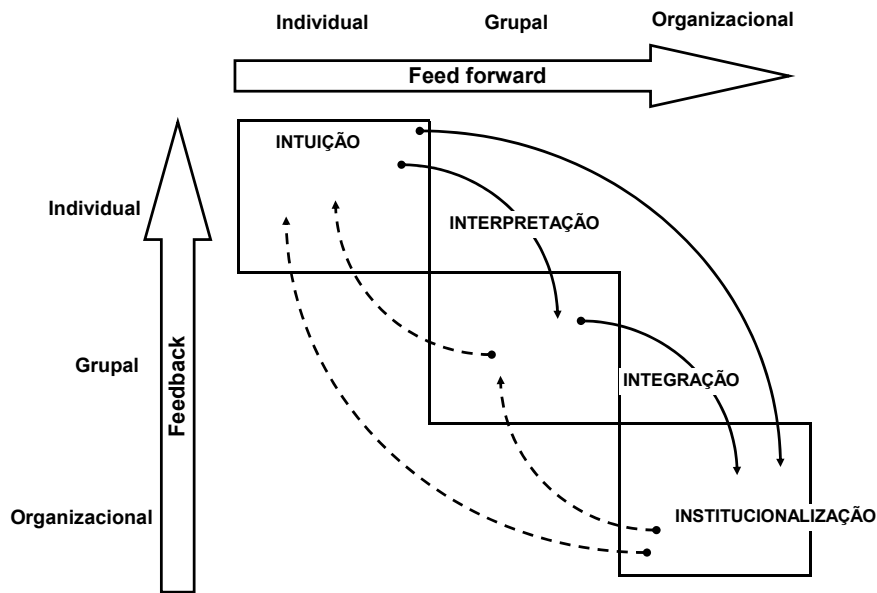 Individual
Grupal
Organizacional
Feed forward
INTUIÇÃO
Individual
INTERPRETAÇÃO
Feedback
Grupal
INTEGRAÇÃO
Organizacional
INSTITUCIONALIZAÇÃO